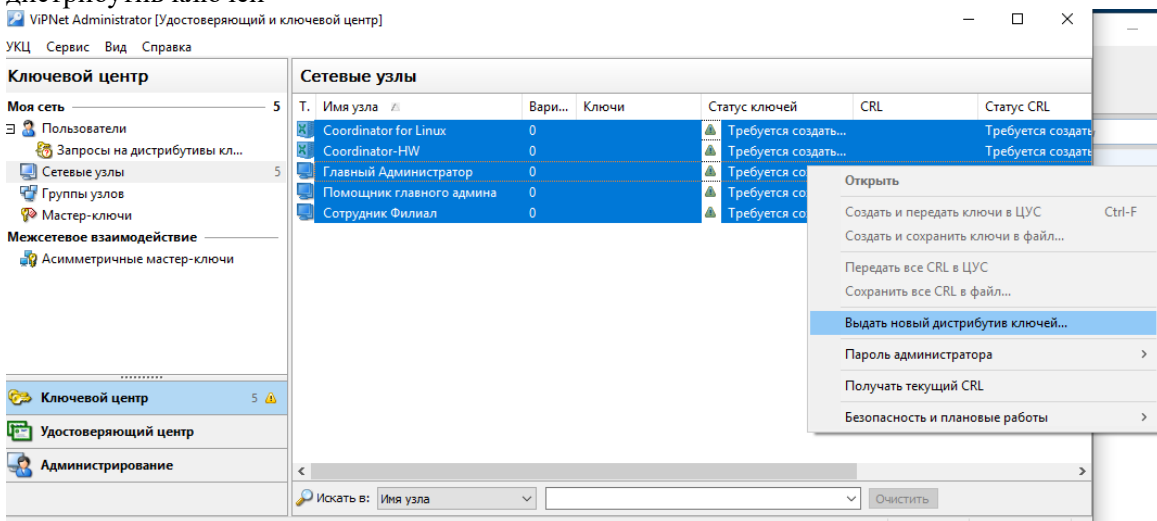 дистрибутив ключей
ViPNet Administrator [Удостоверяющий и ключевой центр]
УКЦ Сервис Вид Справка
Ключевой центр
Моя сеть 5
Пользователи
Запросы на дистрибутивы кл...
Сетевые узлы 5
Группы узлов
Мастер-ключи
Межсетевое взаимодействие
Асимметричные мастер-ключи
Ключевой центр 5
Удостоверяющий центр
Администрирование
Сетевые узлы
Т. Имя узла Вари... Ключи Статус ключей CRL Статус CRL
Coordinator for Linux 0 Требуется создать... Требуется создать
Coordinator-HW 0 Требуется создать... Требуется создать
Главный Администратор 0 Требуется со
Помощник главного админа 0 Требуется со
Сотрудник Филиал 0 Требуется со
Открыть
Создать и передать ключи в ЦУС Ctrl-F
Создать и сохранить ключи в файл...
Передать все CRL в ЦУС
Сохранить все CRL в файл...
Выдать новый дистрибутив ключей...
Пароль администратора
Получать текущий CRL
Безопасность и плановые работы
Искать в: Имя узла Очистить